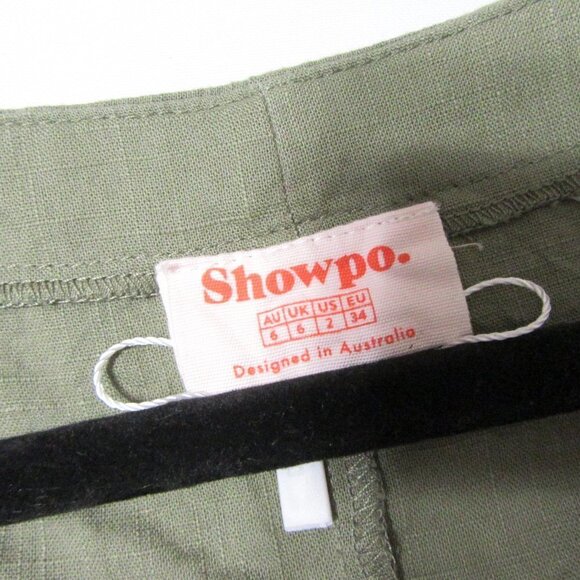 Showpo.
AU UK US EU
6 6 2 34
Designed in Australia